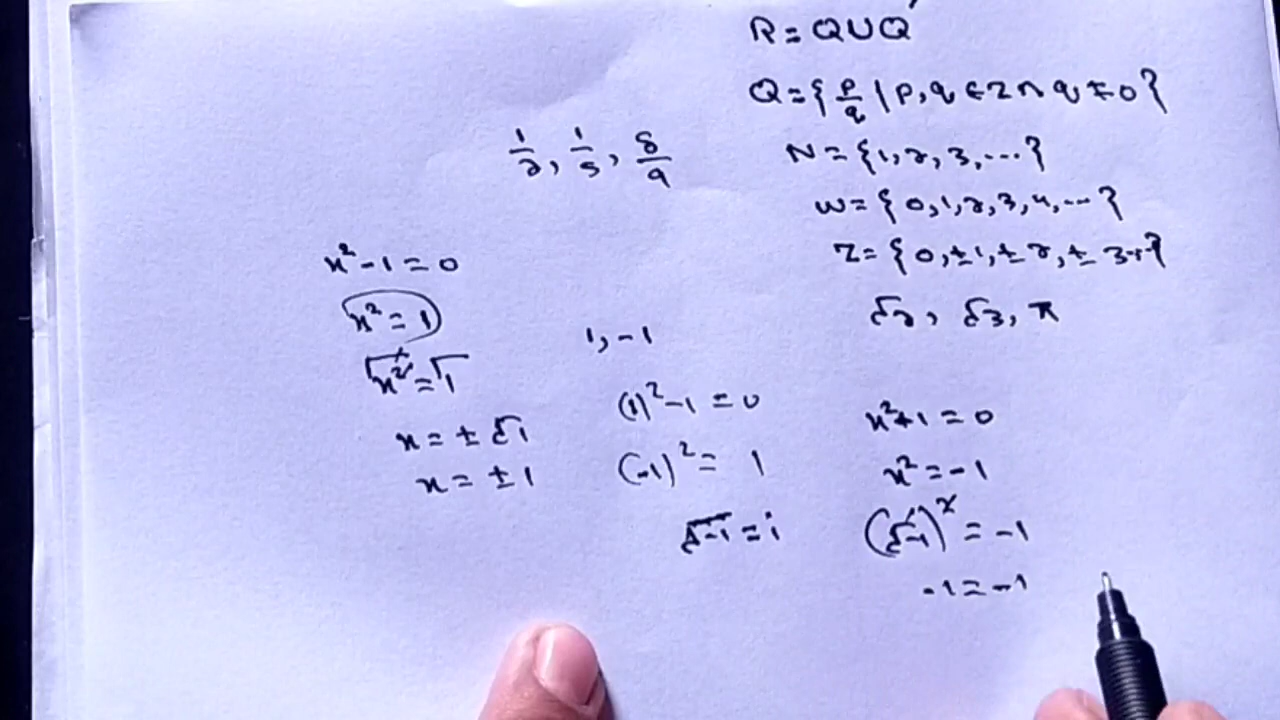 R = Q ∪ Q'
Q = { p/q | p, q ∈ Z ∧ q ≠ 0 }
1/2, 1/5, 8/9
N = {1, 2, 3, ...}
W = {0, 1, 2, 3, 4, ...}
Z = {0, ±1, ±2, ±3...}
√2, √3, π
x² - 1 = 0
x² = 1
√x² = √1
x = ± √1
x = ± 1
1, -1
(1)² - 1 = 0
(-1)² = 1
√-1 = i
x² + 1 = 0
x² = -1
(√-1)² = -1
-1 = -1